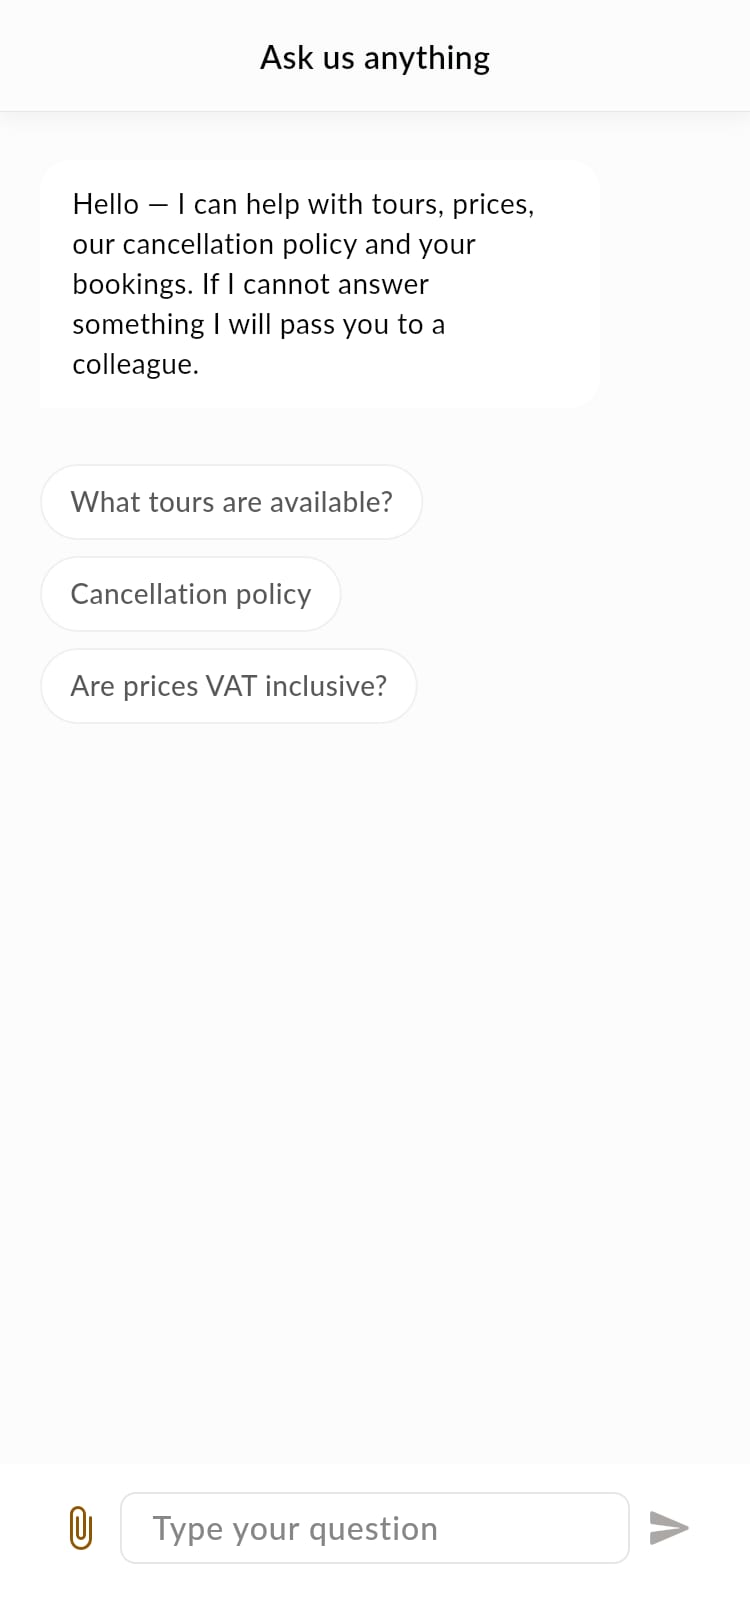 Ask us anything
Hello — I can help with tours, prices,
our cancellation policy and your
bookings. If I cannot answer
something I will pass you to a
colleague.
What tours are available?
Cancellation policy
Are prices VAT inclusive?
Type your question